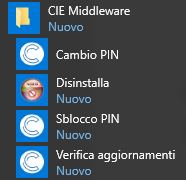 CIE Middleware
Nuovo
Cambio PIN
Disinstalla
Nuovo
Sblocco PIN
Nuovo
Verifica aggiornamenti
Nuovo